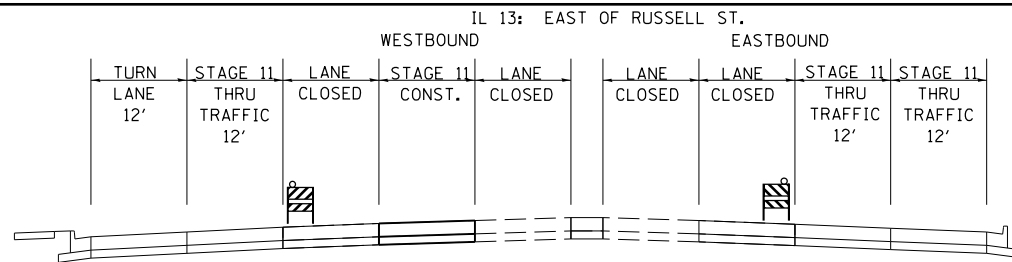 IL 13: EAST OF RUSSELL ST.
WESTBOUND EASTBOUND
TURN LANE 12' STAGE 11 THRU TRAFFIC 12' LANE CLOSED STAGE 11 CONST. LANE CLOSED LANE CLOSED LANE CLOSED STAGE 11 THRU TRAFFIC 12' STAGE 11 THRU TRAFFIC 12'